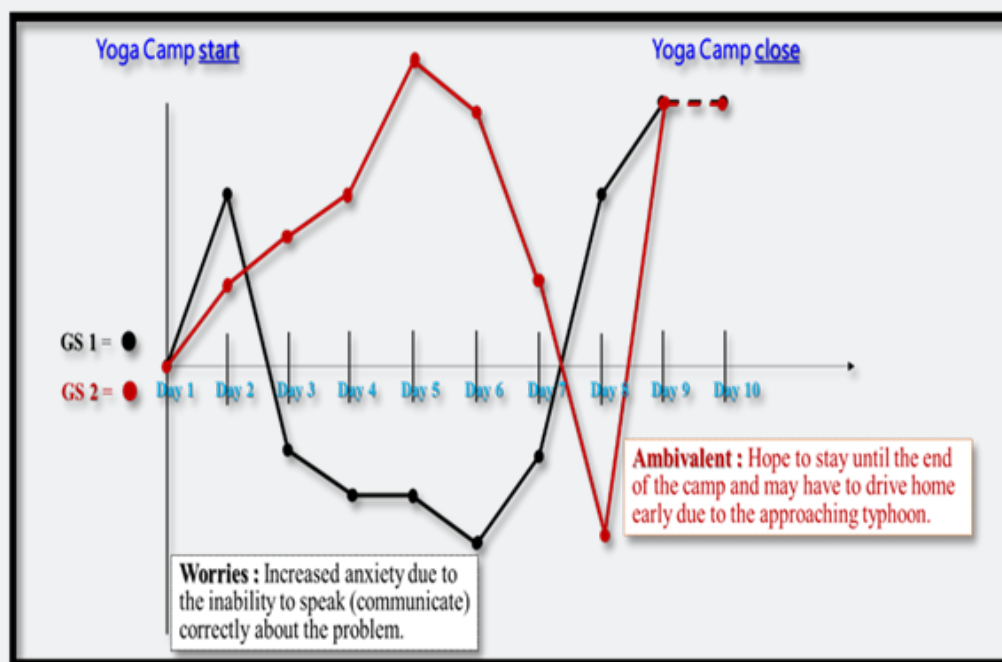 Yoga Camp start
Yoga Camp close
GS 1 =
GS 2 =
Day 1 Day 2 Day 3 Day 4 Day 5 Day 6 Day 7 Day 8 Day 9 Day 10
Ambivalent : Hope to stay until the end
of the camp and may have to drive home
early due to the approaching typhoon.
Worries : Increased anxiety due to
the inability to speak (communicate)
correctly about the problem.